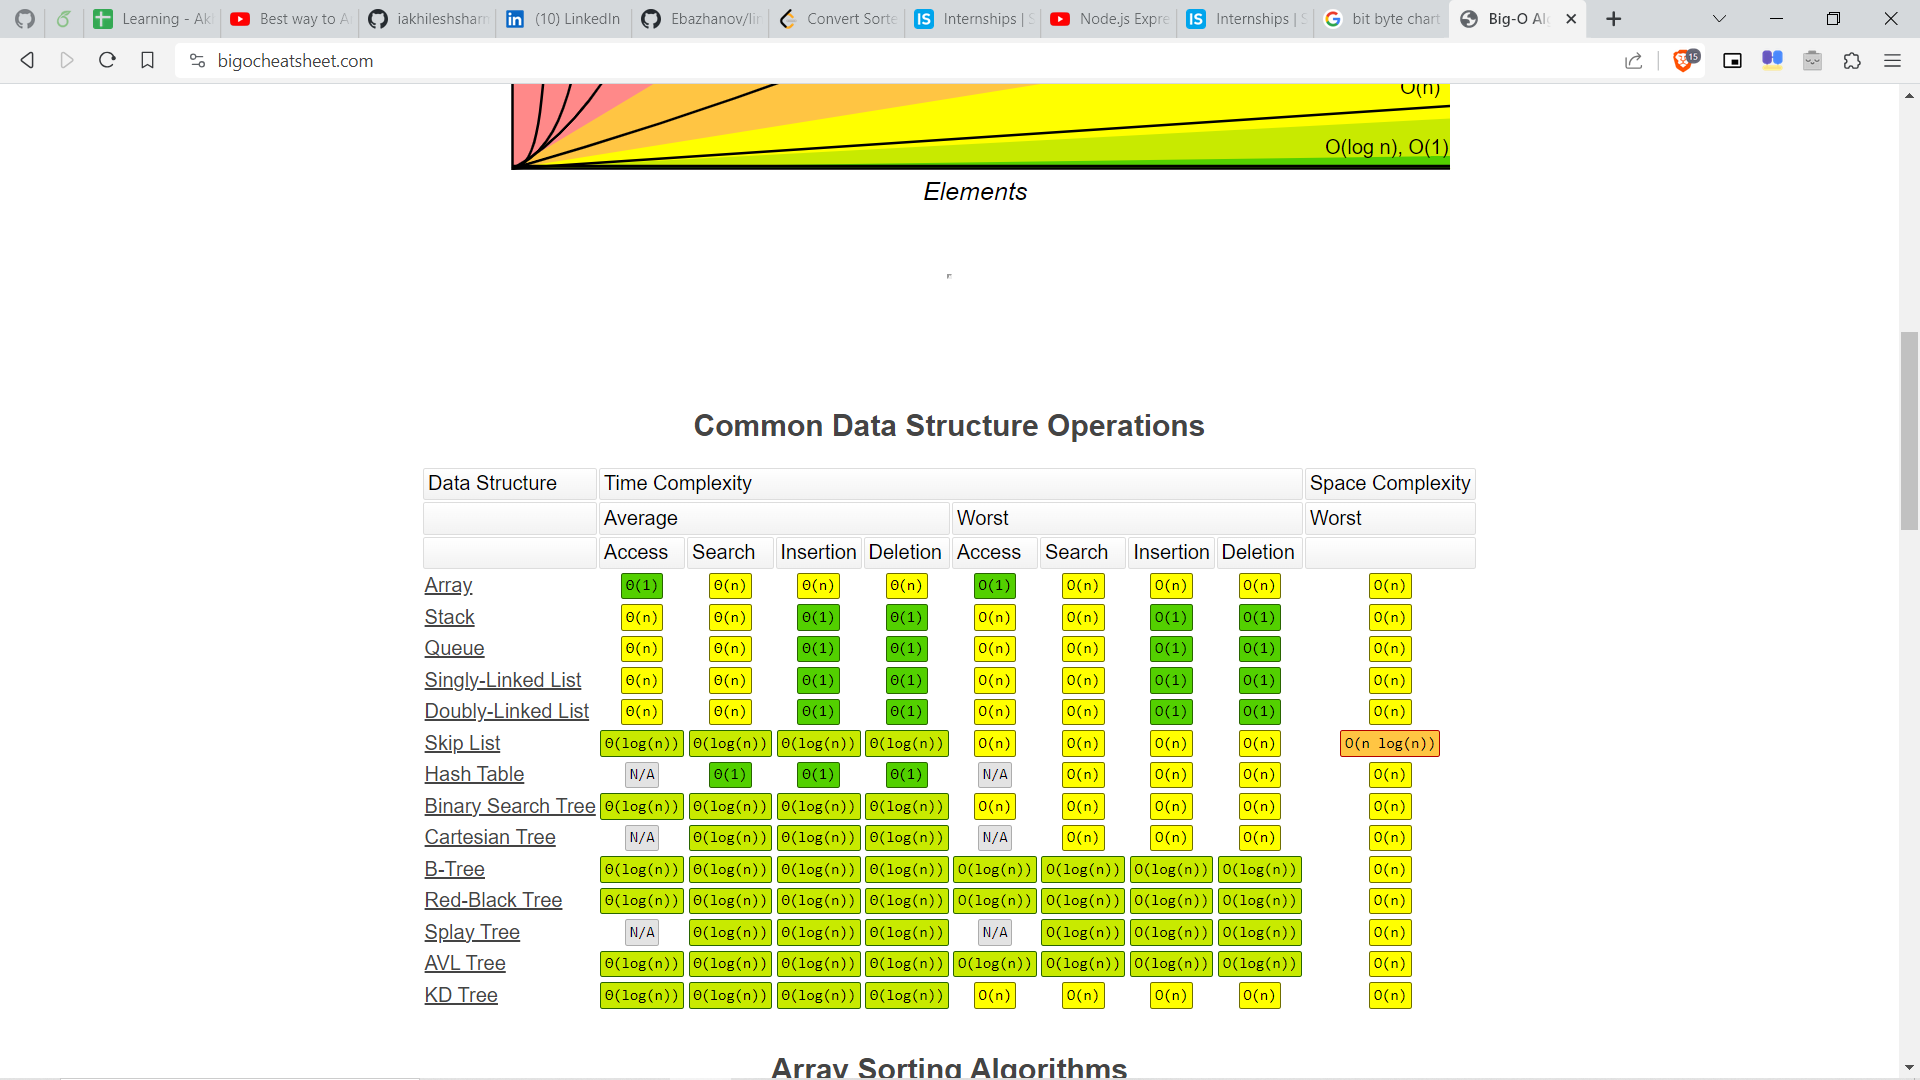 Learning - Ak
Best way to A
iakhileshsharm
(10) LinkedIn
Ebazhanov/lin
Convert Sorte
IS Internships | S
Node.js Expre
IS Internships | S
bit byte chart
Big-O Al
bigocheatsheet.com
15
O(n)
O(log n), O(1)
Elements
Common Data Structure Operations
Data Structure Time Complexity Space Complexity
Average Worst Worst
Access Search Insertion Deletion Access Search Insertion Deletion
Array Θ(1) Θ(n) Θ(n) Θ(n) O(1) O(n) O(n) O(n) O(n)
Stack Θ(n) Θ(n) Θ(1) Θ(1) O(n) O(n) O(1) O(1) O(n)
Queue Θ(n) Θ(n) Θ(1) Θ(1) O(n) O(n) O(1) O(1) O(n)
Singly-Linked List Θ(n) Θ(n) Θ(1) Θ(1) O(n) O(n) O(1) O(1) O(n)
Doubly-Linked List Θ(n) Θ(n) Θ(1) Θ(1) O(n) O(n) O(1) O(1) O(n)
Skip List Θ(log(n)) Θ(log(n)) Θ(log(n)) Θ(log(n)) O(n) O(n) O(n) O(n) O(n log(n))
Hash Table N/A Θ(1) Θ(1) Θ(1) N/A O(n) O(n) O(n) O(n)
Binary Search Tree Θ(log(n)) Θ(log(n)) Θ(log(n)) Θ(log(n)) O(n) O(n) O(n) O(n) O(n)
Cartesian Tree N/A Θ(log(n)) Θ(log(n)) Θ(log(n)) N/A O(n) O(n) O(n) O(n)
B-Tree Θ(log(n)) Θ(log(n)) Θ(log(n)) Θ(log(n)) O(log(n)) O(log(n)) O(log(n)) O(log(n)) O(n)
Red-Black Tree Θ(log(n)) Θ(log(n)) Θ(log(n)) Θ(log(n)) O(log(n)) O(log(n)) O(log(n)) O(log(n)) O(n)
Splay Tree N/A Θ(log(n)) Θ(log(n)) Θ(log(n)) N/A O(log(n)) O(log(n)) O(log(n)) O(n)
AVL Tree Θ(log(n)) Θ(log(n)) Θ(log(n)) Θ(log(n)) O(log(n)) O(log(n)) O(log(n)) O(log(n)) O(n)
KD Tree Θ(log(n)) Θ(log(n)) Θ(log(n)) Θ(log(n)) O(n) O(n) O(n) O(n) O(n)
Array Sorting Algorithms